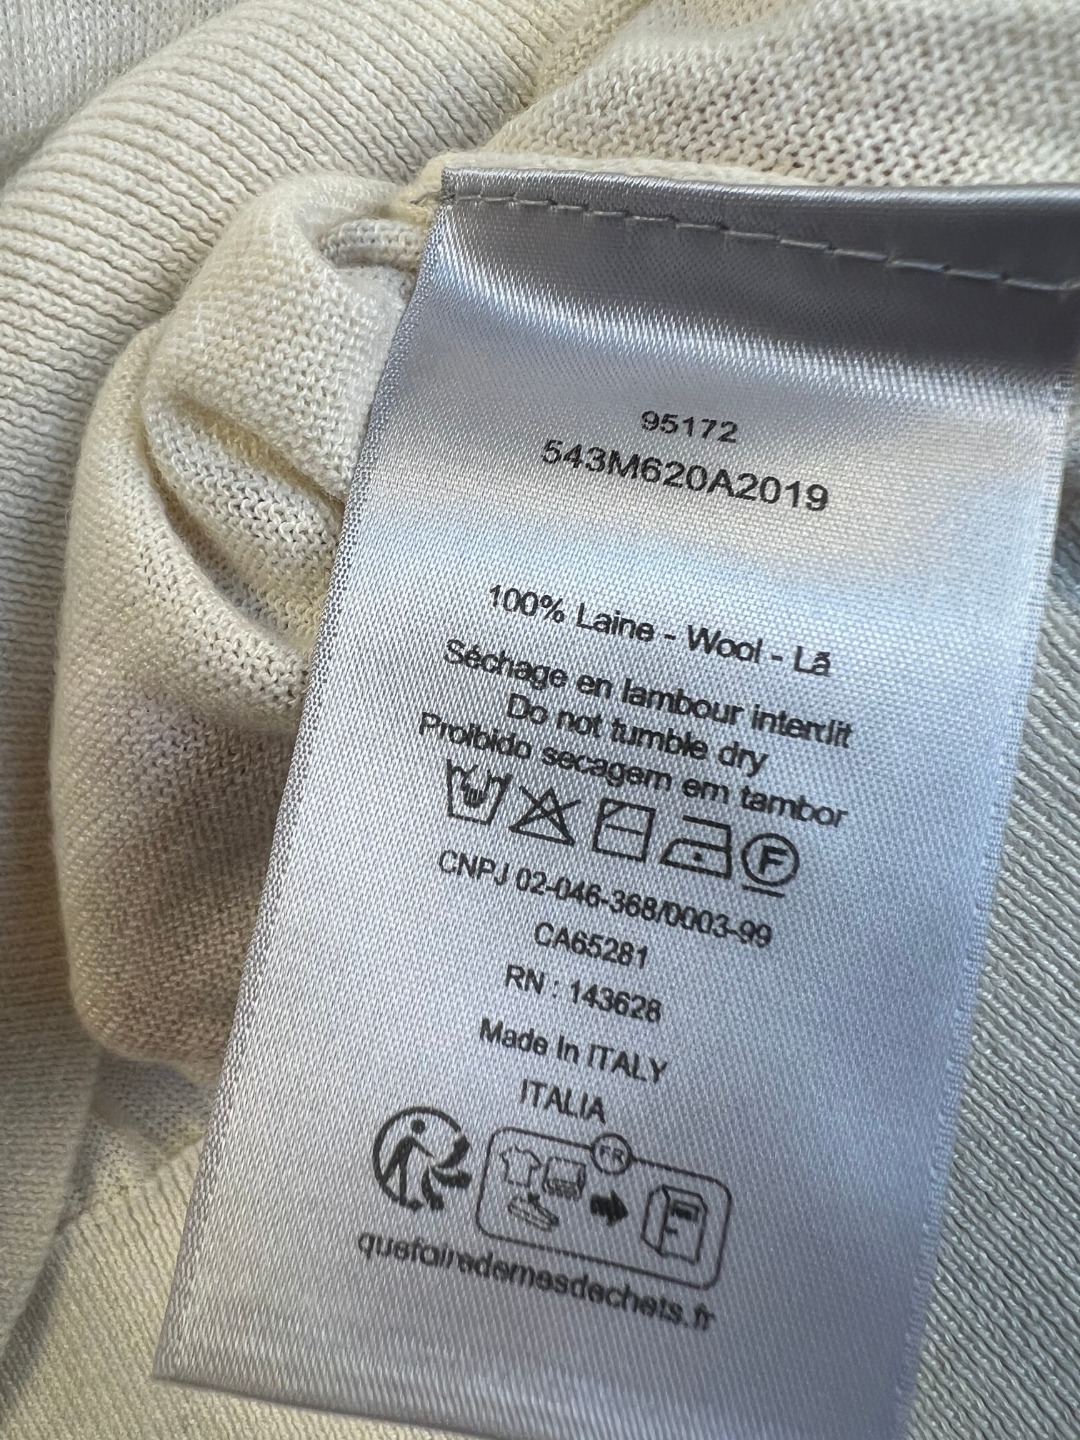 95172
543M620A2019
100% Laine - Wool - Lã
Séchage en tambour interdit
Do not tumble dry
Proibido secagem em tambor
F
CNPJ 02-046-368/0003-99
CA65281
RN : 143628
Made In ITALY
ITALIA
FR
quefairedemesdechets.fr